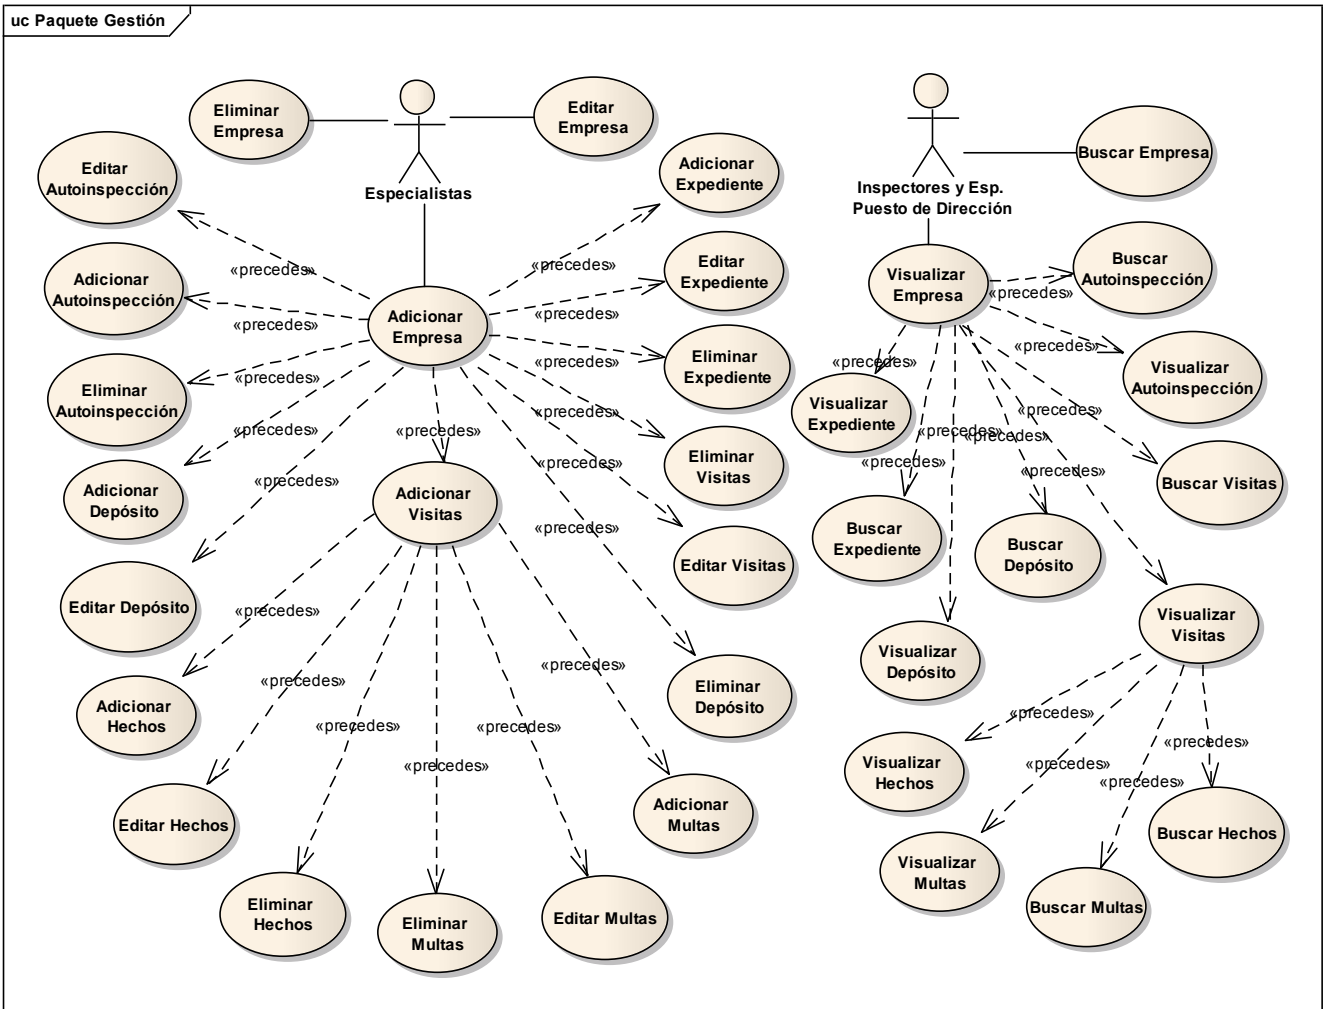 uc Paquete Gestión
Eliminar
Empresa
Editar
Empresa
Especialistas
Editar
Autoinspección
Adicionar
Autoinspección
Eliminar
Autoinspección
Adicionar
Depósito
Editar Depósito
Adicionar
Empresa
Adicionar
Expediente
Editar
Expediente
Eliminar
Expediente
Eliminar
Visitas
Editar Visitas
Eliminar
Depósito
«precedes»
«precedes»
«precedes»
«precedes»
«precedes»
«precedes»
«precedes»
«precedes»
«precedes»
«precedes»
«precedes»
«precedes»
Adicionar
Visitas
«precedes»
«precedes»
«precedes»
«precedes»
«precedes»
«precedes»
Adicionar
Hechos
Editar Hechos
Eliminar
Hechos
Eliminar
Multas
Editar Multas
Adicionar
Multas
Inspectores y Esp.
Puesto de Dirección
Buscar Empresa
Visualizar
Empresa
Buscar
Autoinspección
Visualizar
Autoinspección
Buscar Visitas
Visualizar
Expediente
Buscar
Expediente
Buscar
Depósito
Visualizar
Depósito
«precedes»
«precedes»
«precedes»
«precedes»
«precedes»
«precedes»
«precedes»
«precedes»
Visualizar
Visitas
«precedes»
«precedes»
«precedes»
«precedes»
Visualizar
Hechos
Visualizar
Multas
Buscar Multas
Buscar Hechos